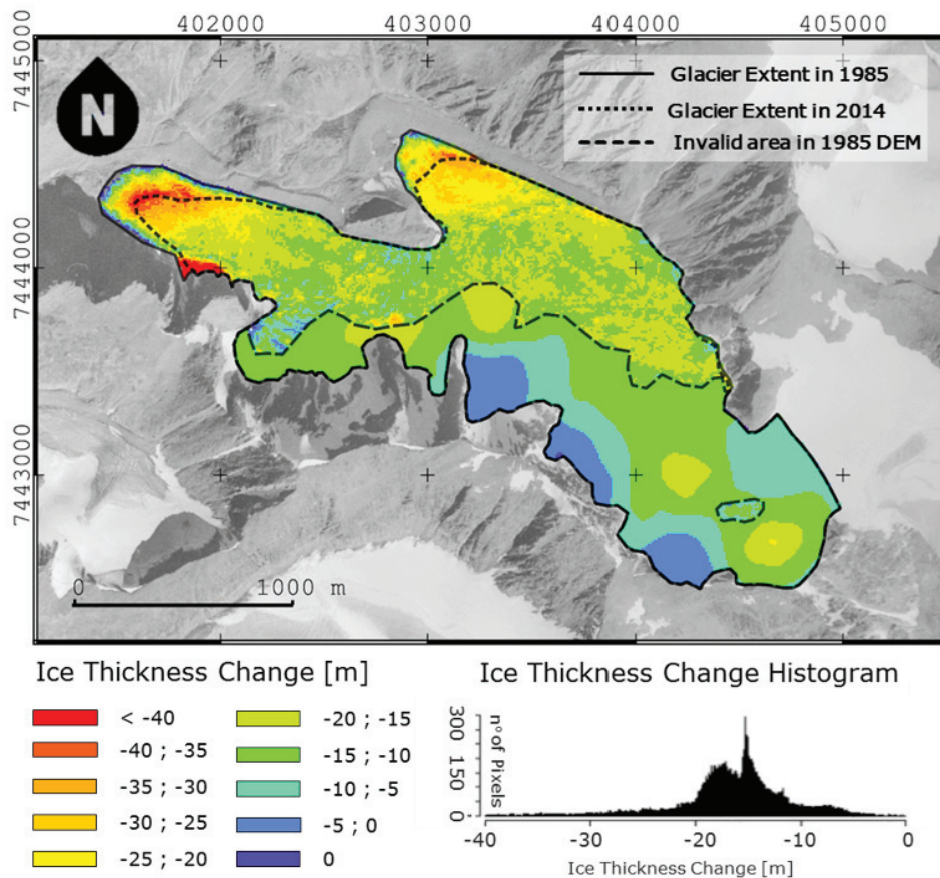 402000 403000 404000 405000
7445000
7444000
7443000
N
Glacier Extent in 1985
Glacier Extent in 2014
Invalid area in 1985 DEM
0 1000 m
Ice Thickness Change [m]
< -40
-40 ; -35
-35 ; -30
-30 ; -25
-25 ; -20
-20 ; -15
-15 ; -10
-10 ; -5
-5 ; 0
0
Ice Thickness Change Histogram
nº of Pixels
300
150
0
-40 -30 -20 -10 0
Ice Thickness Change [m]